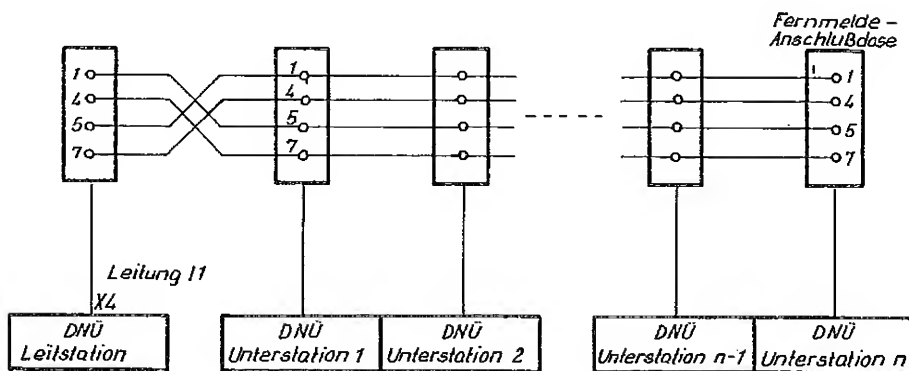 Fernmelde-
Anschlußdose
1
4
5
7
1
4
5
7
1
4
5
7
Leitung l1
X4
DNÜ
Leitstation
DNÜ
Unterstation 1
DNÜ
Unterstation 2
DNÜ
Unterstation n-1
DNÜ
Unterstation n